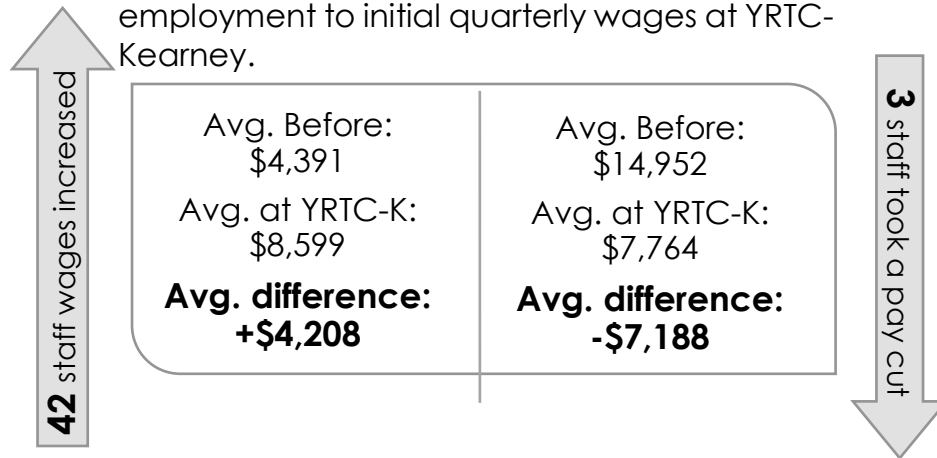 employment to initial quarterly wages at YRTC-
Kearney.
42 staff wages increased
Avg. Before:
$4,391
Avg. at YRTC-K:
$8,599
Avg. difference:
+$4,208
Avg. Before:
$14,952
Avg. at YRTC-K:
$7,764
Avg. difference:
-$7,188
3 staff took a pay cut